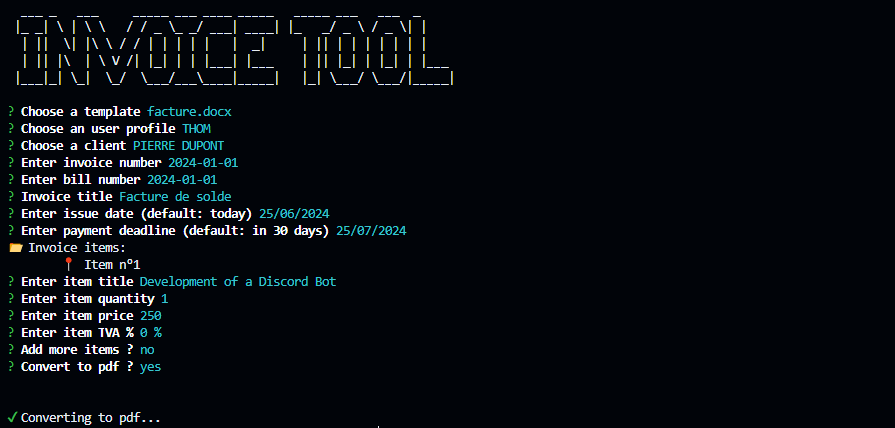 INVOICE TOOL
? Choose a template facture.docx
? Choose an user profile THOM
? Choose a client PIERRE DUPONT
? Enter invoice number 2024-01-01
? Enter bill number 2024-01-01
? Invoice title Facture de solde
? Enter issue date (default: today) 25/06/2024
? Enter payment deadline (default: in 30 days) 25/07/2024
📂 Invoice items:
📍 Item n°1
? Enter item title Development of a Discord Bot
? Enter item quantity 1
? Enter item price 250
? Enter item TVA % 0 %
? Add more items ? no
? Convert to pdf ? yes
✓ Converting to pdf...